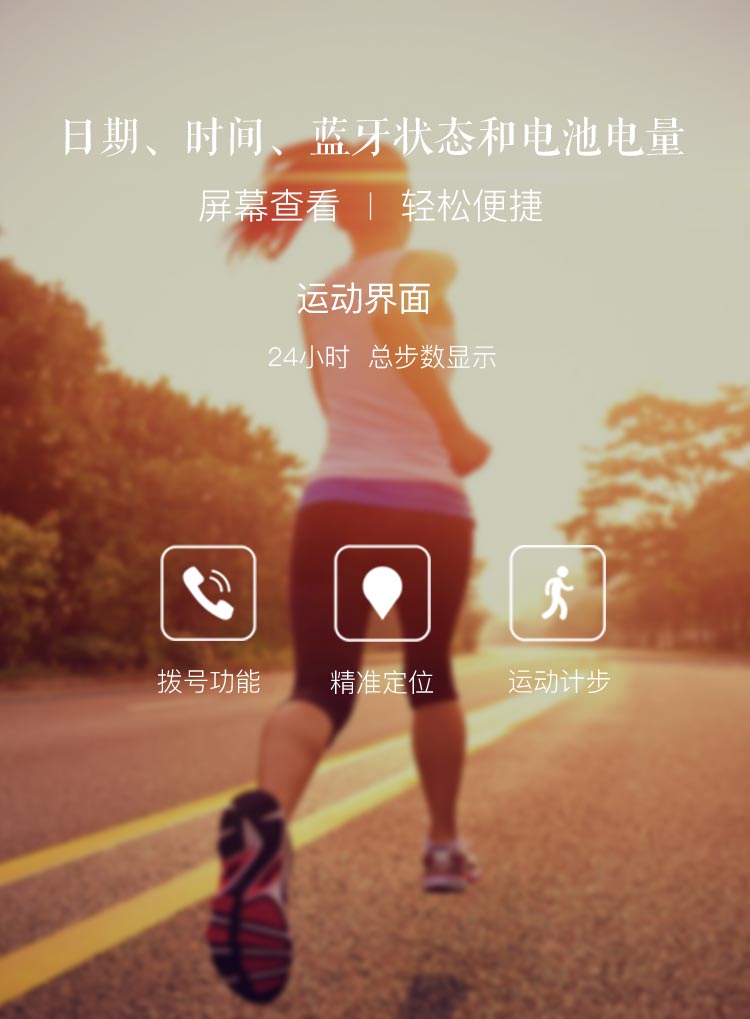 日期、时间、蓝牙状态和电池电量
屏幕查看 | 轻松便捷
运动界面
24小时 总步数显示
拨号功能 精准定位 运动计步